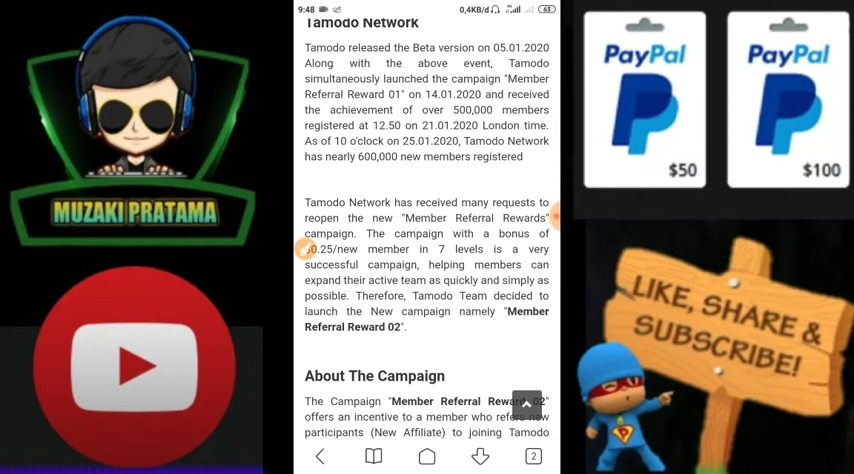 MUZAKI PRATAMA
9:48
0,4KB/d
63
Tamodo Network
Tamodo released the Beta version on 05.01.2020
Along with the above event, Tamodo
simultaneously launched the campaign "Member
Referral Reward 01" on 14.01.2020 and received
the achievement of over 500,000 members
registered at 12.50 on 21.01.2020 London time.
As of 10 o'clock on 25.01.2020, Tamodo Network
has nearly 600,000 new members registered
Tamodo Network has received many requests to
reopen the new "Member Referral Rewards"
campaign. The campaign with a bonus of
$0.25/new member in 7 levels is a very
successful campaign, helping members can
expand their active team as quickly and simply as
possible. Therefore, Tamodo Team decided to
launch the New campaign namely "Member
Referral Reward 02".
About The Campaign
The Campaign "Member Referral Reward 02"
offers an incentive to a member who refers new
participants (New Affiliate) to joining Tamodo
2
PayPal
$50
PayPal
$100
LIKE, SHARE &
SUBSCRIBE!